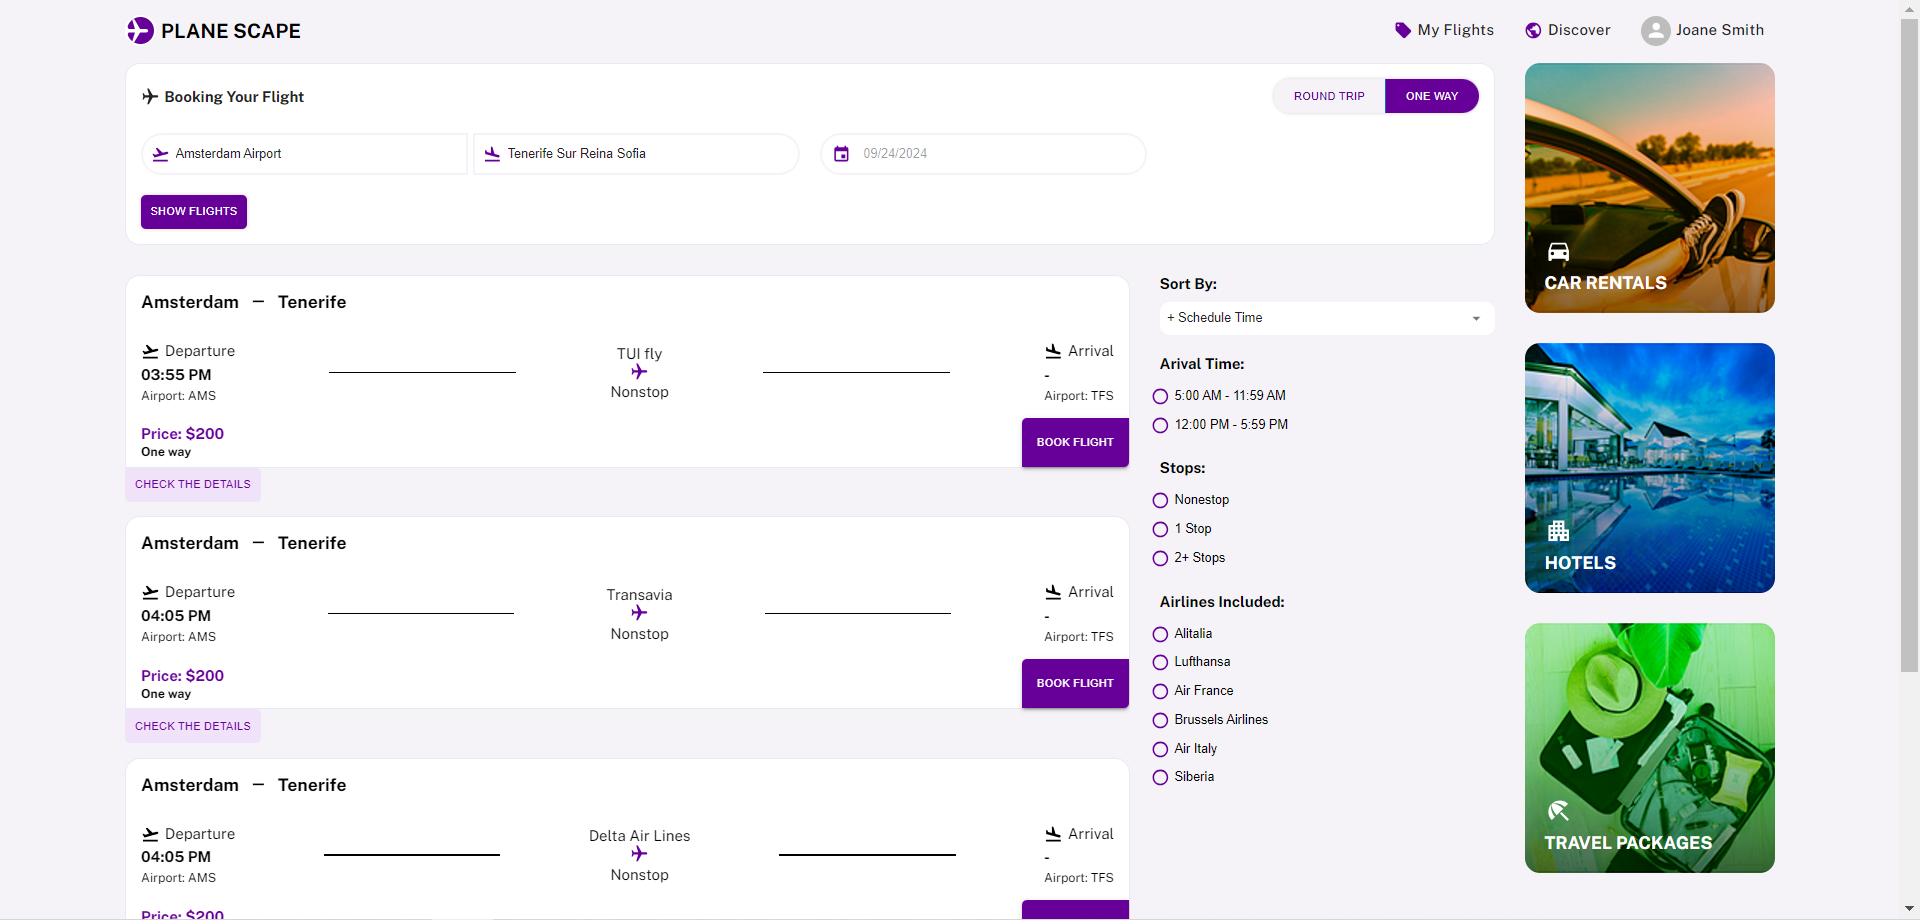 PLANE SCAPE
My Flights
Discover
Joane Smith
Booking Your Flight
ROUND TRIP
ONE WAY
Amsterdam Airport
Tenerife Sur Reina Sofia
09/24/2024
SHOW FLIGHTS
Amsterdam — Tenerife
Departure
03:55 PM
Airport: AMS
TUI fly
Nonstop
Arrival
-
Airport: TFS
Price: $200
One way
BOOK FLIGHT
CHECK THE DETAILS
Amsterdam — Tenerife
Departure
04:05 PM
Airport: AMS
Transavia
Nonstop
Arrival
-
Airport: TFS
Price: $200
One way
BOOK FLIGHT
CHECK THE DETAILS
Amsterdam — Tenerife
Departure
04:05 PM
Airport: AMS
Delta Air Lines
Nonstop
Arrival
-
Airport: TFS
Price: $200
Sort By:
+ Schedule Time
Arival Time:
5:00 AM - 11:59 AM
12:00 PM - 5:59 PM
Stops:
Nonestop
1 Stop
2+ Stops
Airlines Included:
Alitalia
Lufthansa
Air France
Brussels Airlines
Air Italy
Siberia
CAR RENTALS
HOTELS
TRAVEL PACKAGES